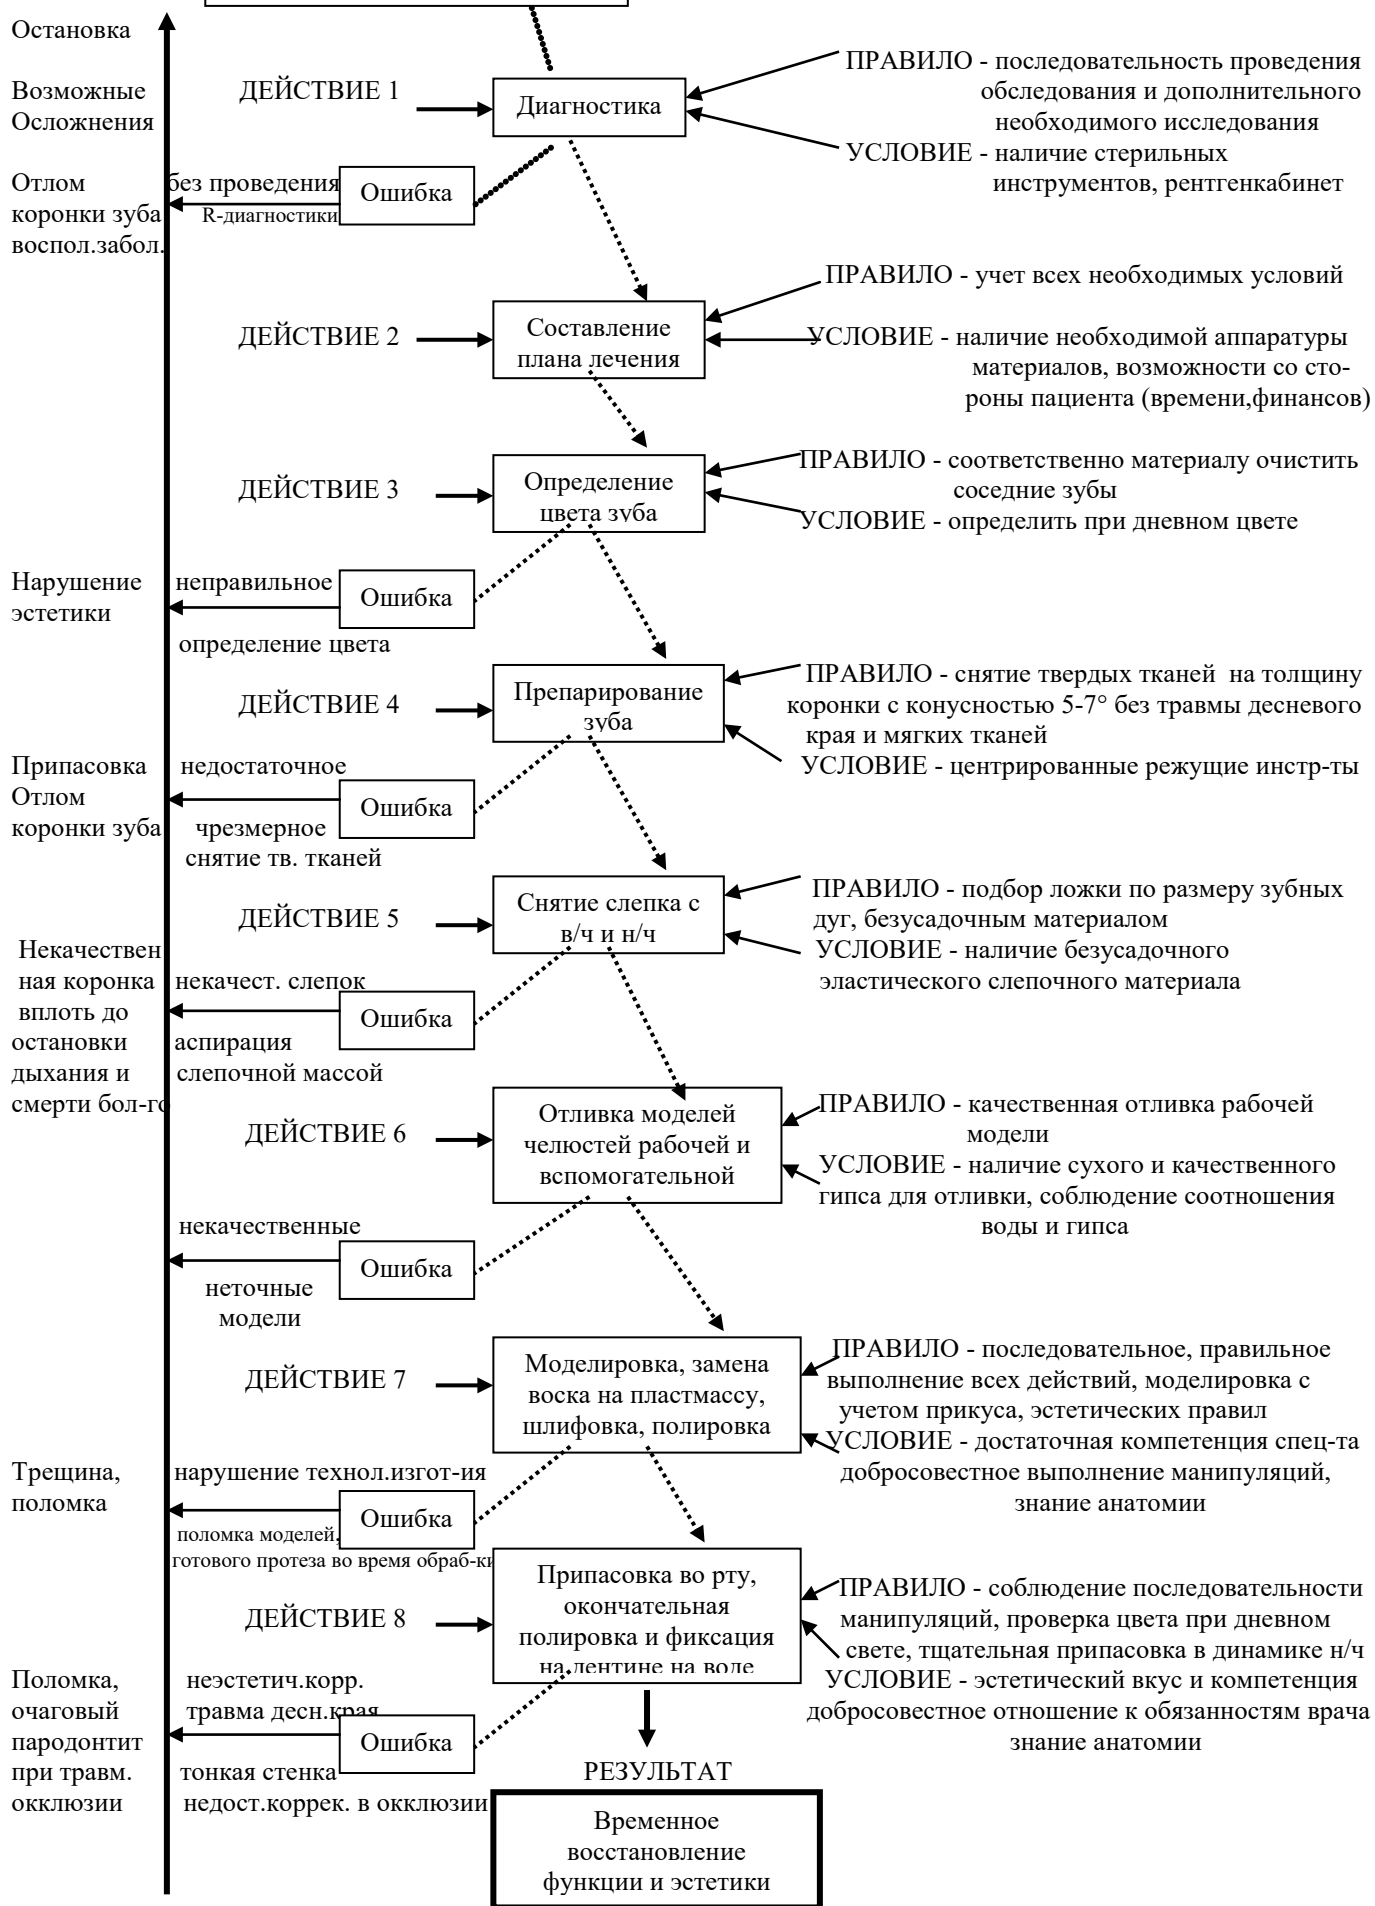 Остановка
Возможные
Осложнения
ДЕЙСТВИЕ 1
Диагностика
ПРАВИЛО - последовательность проведения
обследования и дополнительного
необходимого исследования
УСЛОВИЕ - наличие стерильных
инструментов, рентгенкабинет
Отлом
коронки зуба
воспол.забол.
без проведения
R-диагностики
Ошибка
ДЕЙСТВИЕ 2
Составление
плана лечения
ПРАВИЛО - учет всех необходимых условий
УСЛОВИЕ - наличие необходимой аппаратуры
материалов, возможности со сто-
роны пациента (времени,финансов)
ДЕЙСТВИЕ 3
Определение
цвета зуба
ПРАВИЛО - соответственно материалу очистить
соседние зубы
УСЛОВИЕ - определить при дневном цвете
Нарушение
эстетики
неправильное
определение цвета
Ошибка
ДЕЙСТВИЕ 4
Препарирование
зуба
ПРАВИЛО - снятие твердых тканей на толщину
коронки с конусностью 5-7° без травмы десневого
края и мягких тканей
УСЛОВИЕ - центрированные режущие инстр-ты
Припасовка
Отлом
коронки зуба
недостаточное
чрезмерное
снятие тв. тканей
Ошибка
ДЕЙСТВИЕ 5
Снятие слепка с
в/ч и н/ч
ПРАВИЛО - подбор ложки по размеру зубных
дуг, безусадочным материалом
УСЛОВИЕ - наличие безусадочного
эластического слепочного материала
Некачествен
ная коронка
вплоть до
остановки
дыхания и
смерти бол-го
некачест. слепок
аспирация
слепочной массой
Ошибка
ДЕЙСТВИЕ 6
Отливка моделей
челюстей рабочей и
вспомогательной
ПРАВИЛО - качественная отливка рабочей
модели
УСЛОВИЕ - наличие сухого и качественного
гипса для отливки, соблюдение соотношения
воды и гипса
некачественные
неточные
модели
Ошибка
ДЕЙСТВИЕ 7
Моделировка, замена
воска на пластмассу,
шлифовка, полировка
ПРАВИЛО - последовательное, правильное
выполнение всех действий, моделировка с
учетом прикуса, эстетических правил
УСЛОВИЕ - достаточная компетенция спец-та
добросовестное выполнение манипуляций,
знание анатомии
Трещина,
поломка
нарушение технол.изгот-ия
поломка моделей,
готового протеза во время обраб-ки
Ошибка
ДЕЙСТВИЕ 8
Припасовка во рту,
окончательная
полировка и фиксация
на дентине на воде
ПРАВИЛО - соблюдение последовательности
манипуляций, проверка цвета при дневном
свете, тщательная припасовка в динамике н/ч
УСЛОВИЕ - эстетический вкус и компетенция
добросовестное отношение к обязанностям врача
знание анатомии
Поломка,
очаговый
пародонтит
при травм.
окклюзии
неэстетич.корр.
травма десн.края
тонкая стенка
недост.коррек. в окклюзии
Ошибка
РЕЗУЛЬТАТ
Временное
восстановление
функции и эстетики